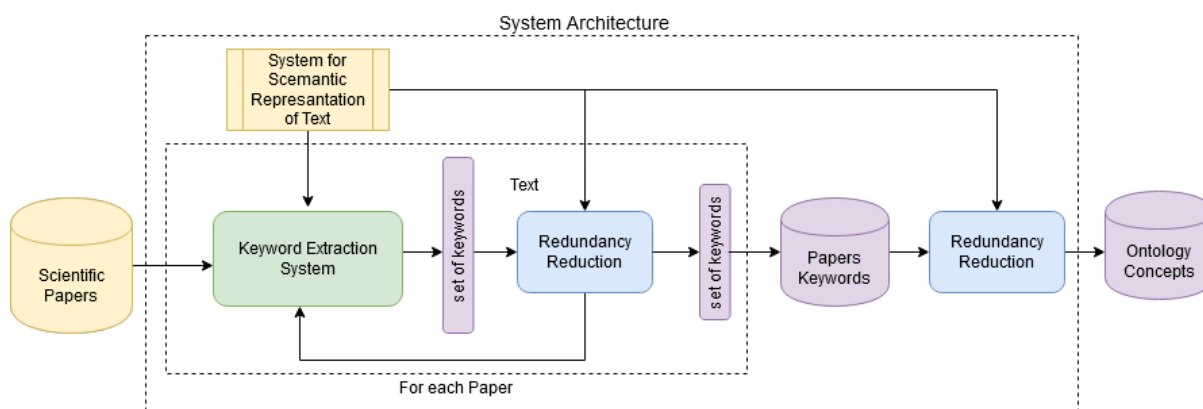 System Architecture
System for
Scemantic
Represantation
of Text
Text
set of keywords
set of keywords
Scientific
Papers
Keyword Extraction
System
Redundancy
Reduction
Papers
Keywords
Redundancy
Reduction
Ontology
Concepts
For each Paper